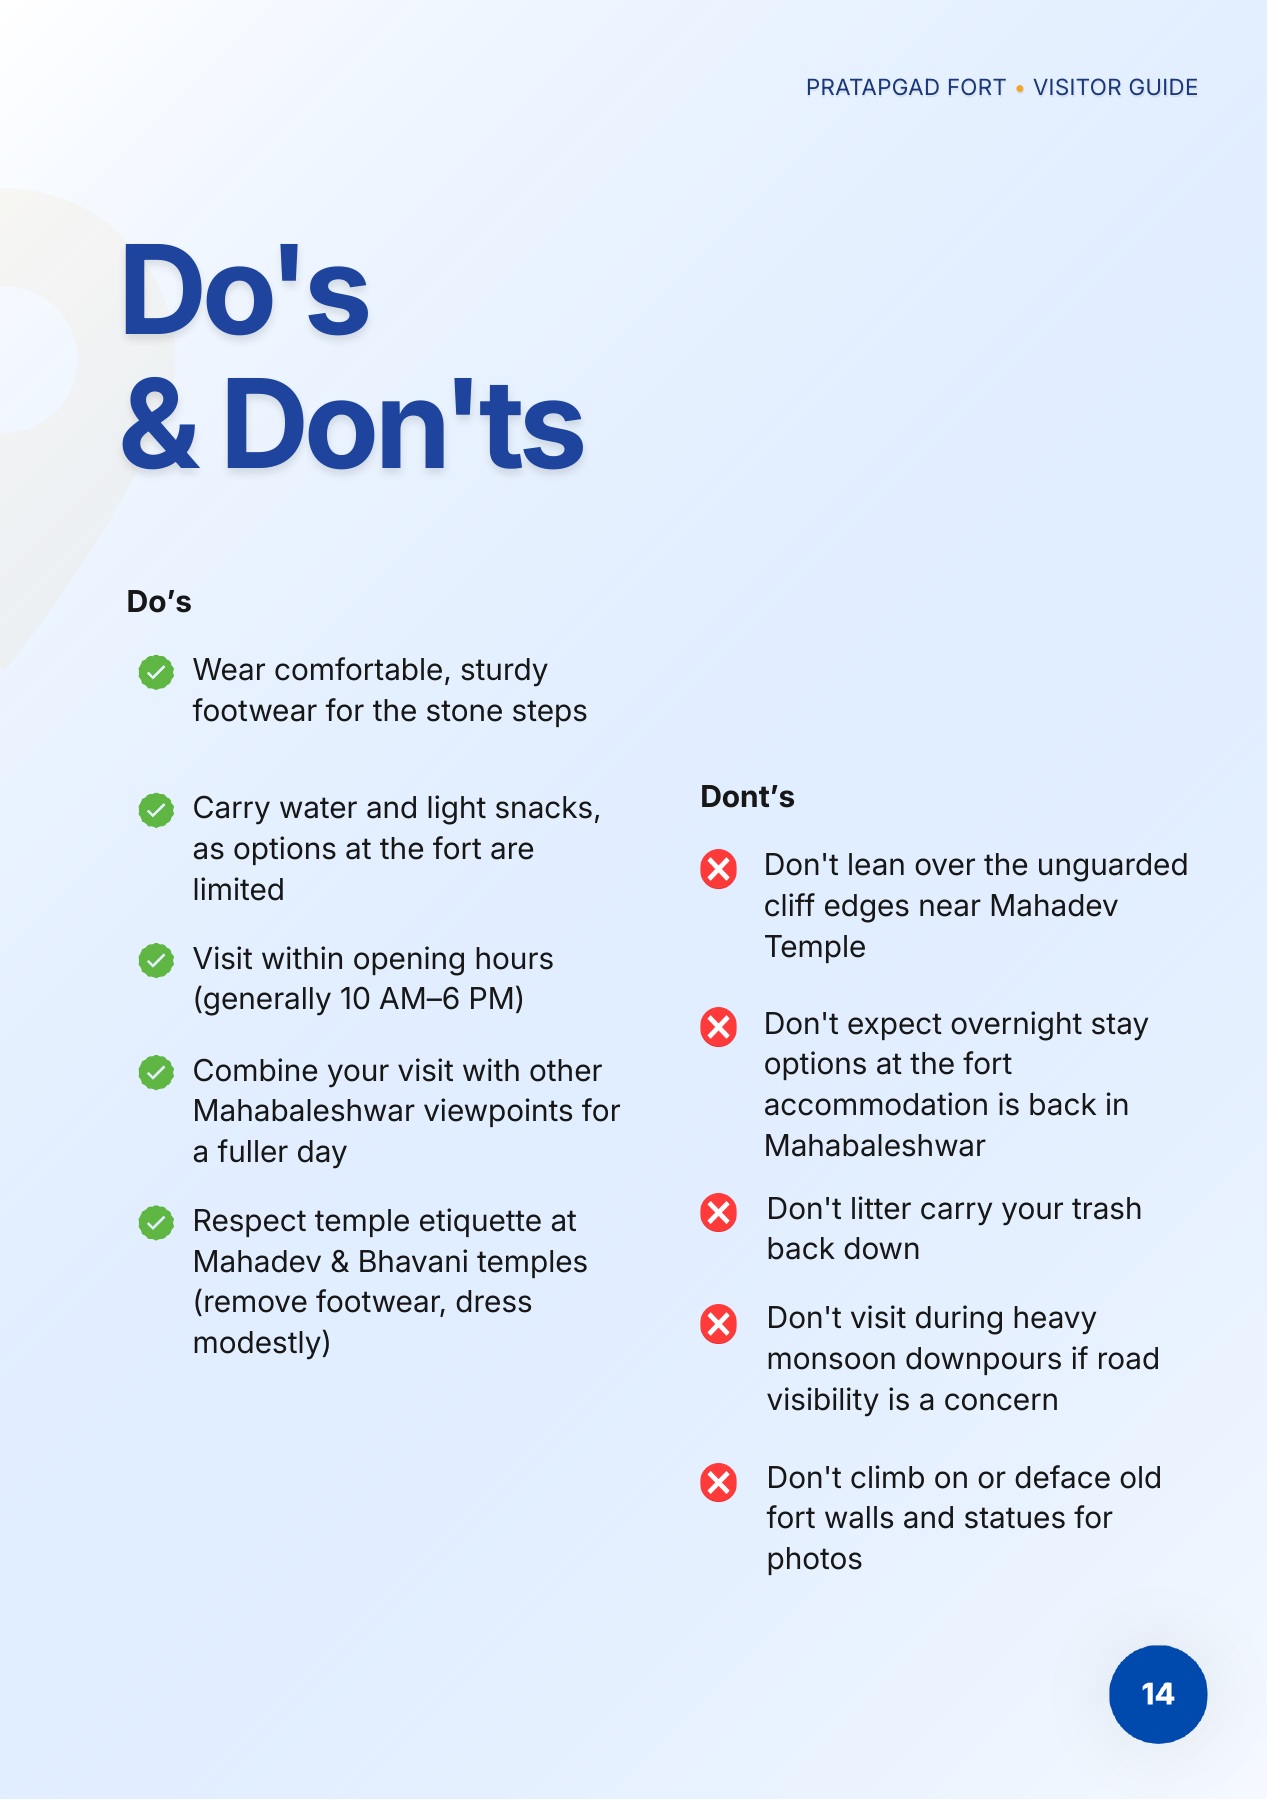 PRATAPGAD FORT • VISITOR GUIDE
Do's
& Don'ts
Do’s
Wear comfortable, sturdy
footwear for the stone steps
Carry water and light snacks,
as options at the fort are
limited
Visit within opening hours
(generally 10 AM–6 PM)
Combine your visit with other
Mahabaleshwar viewpoints for
a fuller day
Respect temple etiquette at
Mahadev & Bhavani temples
(remove footwear, dress
modestly)
Dont’s
Don't lean over the unguarded
cliff edges near Mahadev
Temple
Don't expect overnight stay
options at the fort
accommodation is back in
Mahabaleshwar
Don't litter carry your trash
back down
Don't visit during heavy
monsoon downpours if road
visibility is a concern
Don't climb on or deface old
fort walls and statues for
photos
14